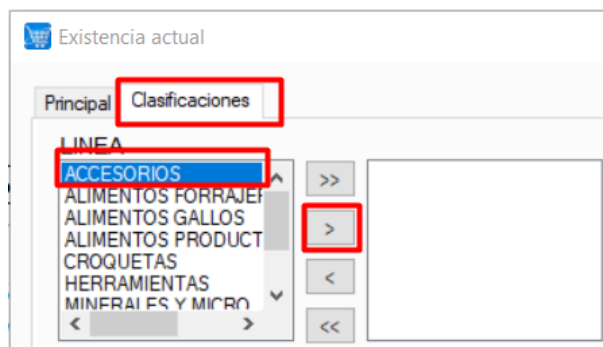 Existencia actual
Principal Clasificaciones
LINEA
ACCESORIOS
ALIMENTOS FORRAJE
ALIMENTOS GALLOS
ALIMENTOS PRODUCT
CROQUETAS
HERRAMIENTAS
MINERALES Y MICRO
>>
>
<
<<